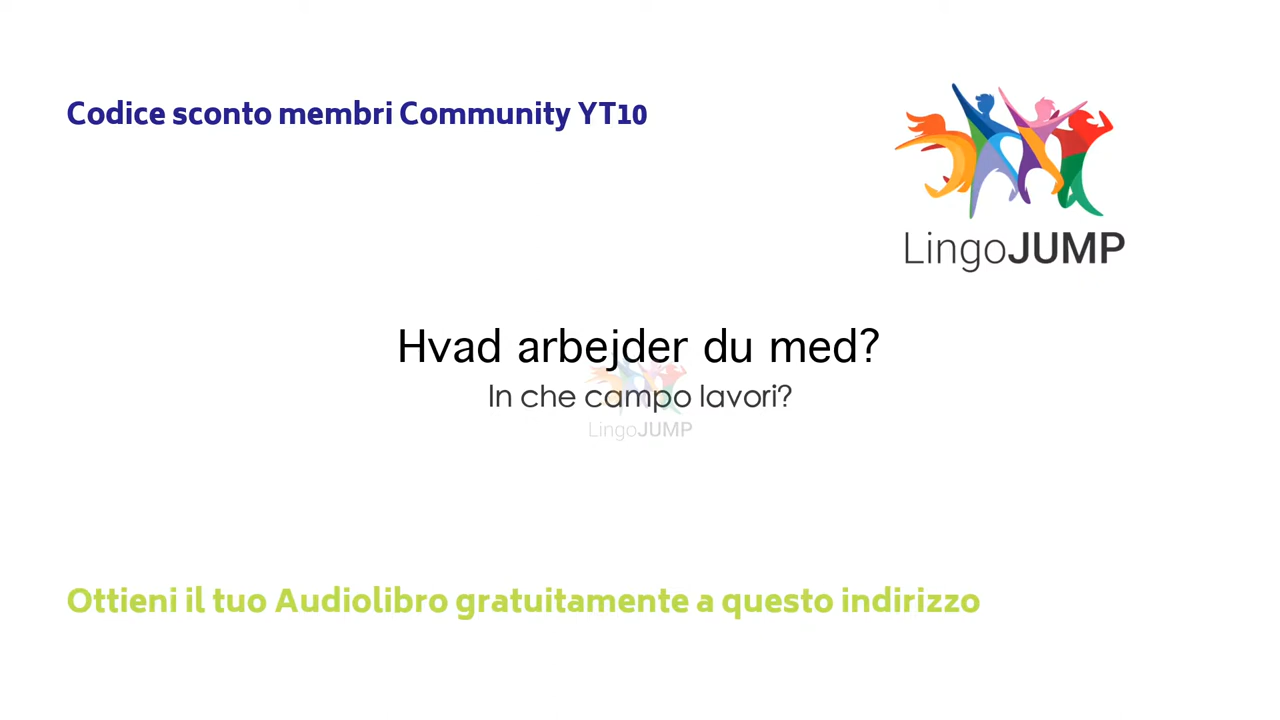 Codice sconto membri Community YT10
LingoJUMP
Hvad arbejder du med?
In che campo lavori?
LingoJUMP
Ottieni il tuo Audiolibro gratuitamente a questo indirizzo